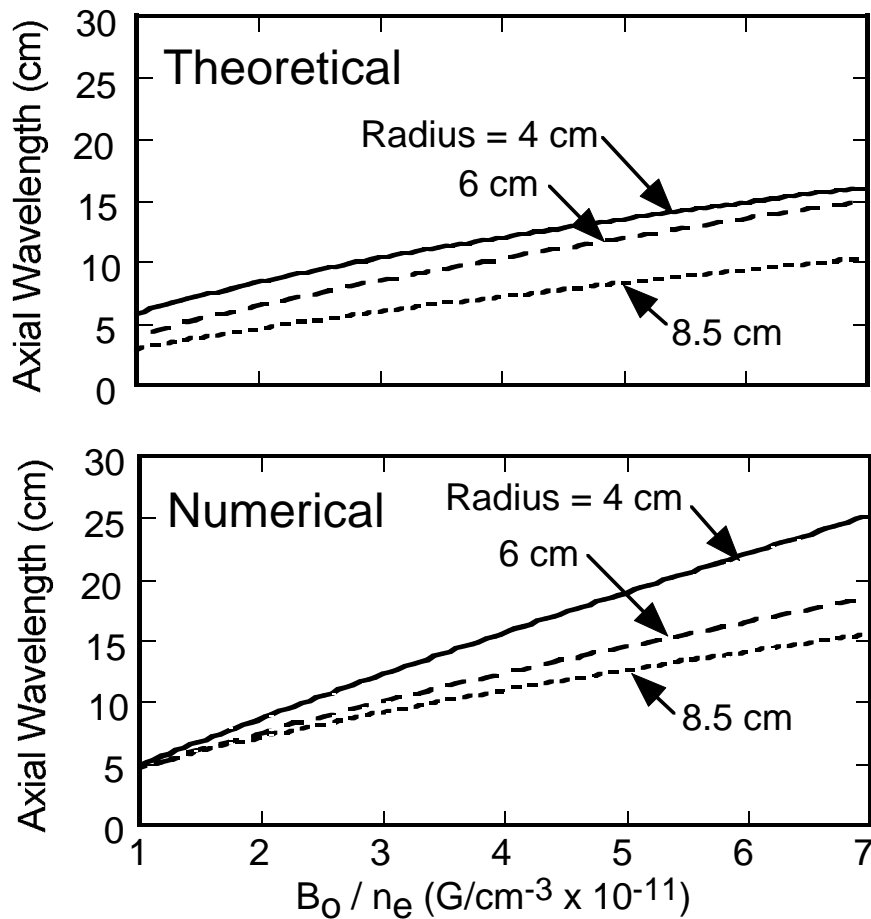 Theoretical
Axial Wavelength (cm)
30
25
20
15
10
5
0
Radius = 4 cm
6 cm
8.5 cm
Numerical
Axial Wavelength (cm)
30
25
20
15
10
5
0
Radius = 4 cm
6 cm
8.5 cm
1 2 3 4 5 6 7
Bo / ne (G/cm-3 x 10-11)